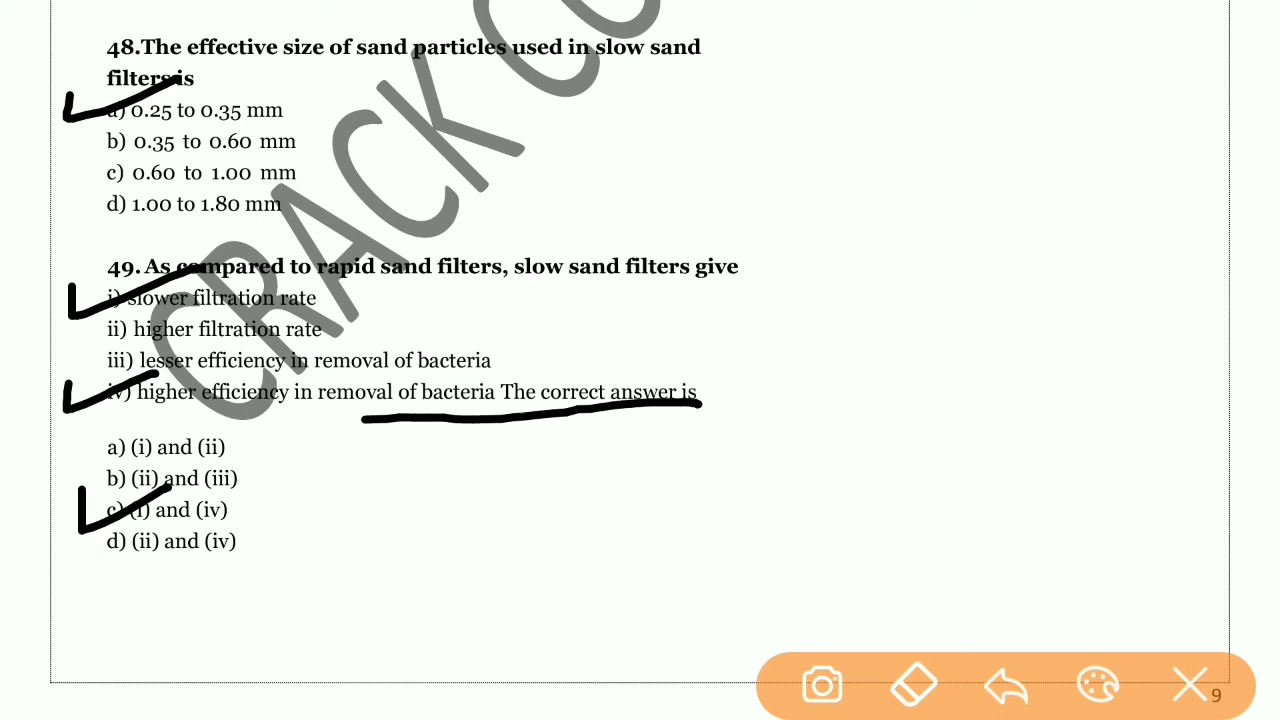 48.The effective size of sand particles used in slow sand
filters is
a) 0.25 to 0.35 mm
b) 0.35 to 0.60 mm
c) 0.60 to 1.00 mm
d) 1.00 to 1.80 mm
49. As compared to rapid sand filters, slow sand filters give
i) slower filtration rate
ii) higher filtration rate
iii) lesser efficiency in removal of bacteria
iv) higher efficiency in removal of bacteria The correct answer is
a) (i) and (ii)
b) (ii) and (iii)
c) (i) and (iv)
d) (ii) and (iv)
CRACK CO
9